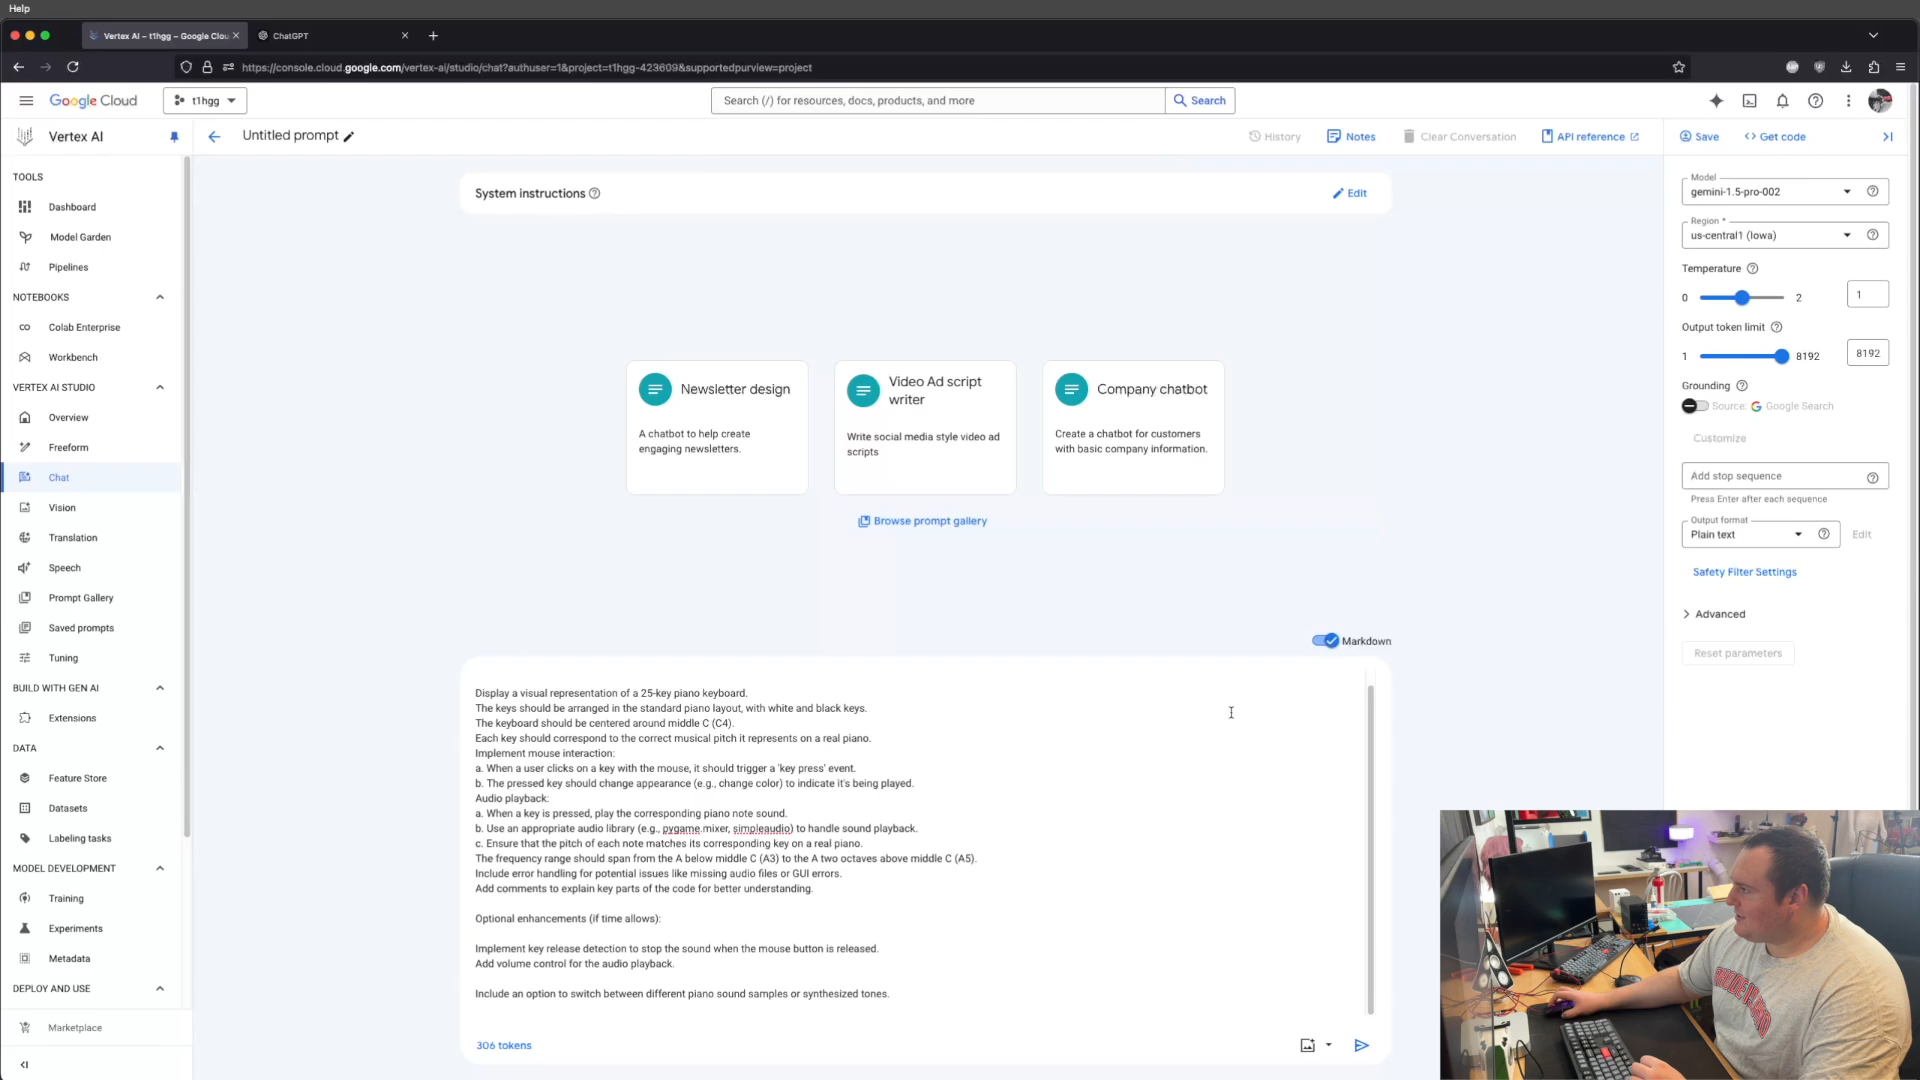 Help
Vertex AI – t1hgg – Google Clou
ChatGPT
https://console.cloud.google.com/vertex-ai/studio/chat?authuser=1&project=t1hgg-423609&supportedpurview=project
Google Cloud
t1hgg
Search (/) for resources, docs, products, and more
Search
Vertex AI
Untitled prompt
History
Notes
Clear Conversation
API reference
Save
Get code
TOOLS
Dashboard
Model Garden
Pipelines
NOTEBOOKS
Colab Enterprise
Workbench
VERTEX AI STUDIO
Overview
Freeform
Chat
Vision
Translation
Speech
Prompt Gallery
Saved prompts
Tuning
BUILD WITH GEN AI
Extensions
DATA
Feature Store
Datasets
Labeling tasks
MODEL DEVELOPMENT
Training
Experiments
Metadata
DEPLOY AND USE
Marketplace
System instructions
Edit
Newsletter design
A chatbot to help create
engaging newsletters.
Video Ad script
writer
Write social media style video ad
scripts
Company chatbot
Create a chatbot for customers
with basic company information.
Browse prompt gallery
Markdown
Display a visual representation of a 25-key piano keyboard.
The keys should be arranged in the standard piano layout, with white and black keys.
The keyboard should be centered around middle C (C4).
Each key should correspond to the correct musical pitch it represents on a real piano.
Implement mouse interaction:
a. When a user clicks on a key with the mouse, it should trigger a 'key press' event.
b. The pressed key should change appearance (e.g., change color) to indicate it's being played.
Audio playback:
a. When a key is pressed, play the corresponding piano note sound.
b. Use an appropriate audio library (e.g., pygame.mixer, simpleaudio) to handle sound playback.
c. Ensure that the pitch of each note matches its corresponding key on a real piano.
The frequency range should span from the A below middle C (A3) to the A two octaves above middle C (A5).
Include error handling for potential issues like missing audio files or GUI errors.
Add comments to explain key parts of the code for better understanding.
Optional enhancements (if time allows):
Implement key release detection to stop the sound when the mouse button is released.
Add volume control for the audio playback.
Include an option to switch between different piano sound samples or synthesized tones.
306 tokens
Model
gemini-1.5-pro-002
Region *
us-central1 (Iowa)
Temperature
0
2
1
Output token limit
1
8192
8192
Grounding
Source: Google Search
Customize
Add stop sequence
Press Enter after each sequence
Output format
Plain text
Edit
Safety Filter Settings
Advanced
Reset parameters